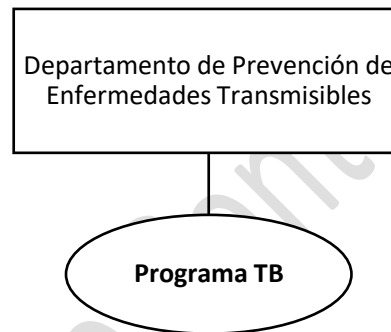 Departamento de Prevención de
Enfermedades Transmisibles
Programa TB